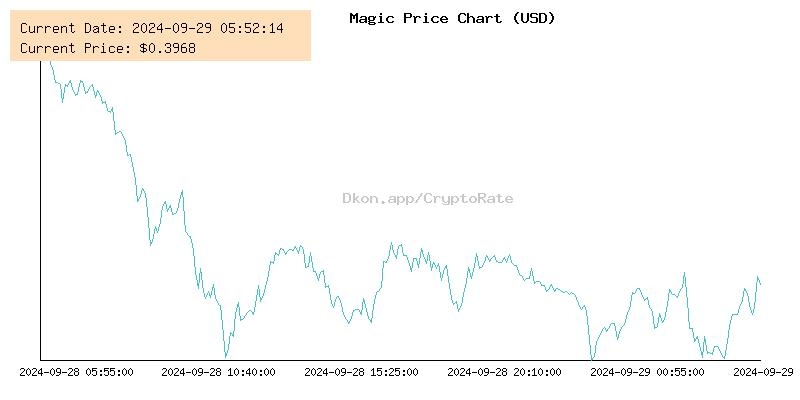 Magic Price Chart (USD)
Current Date: 2024-09-29 05:52:14
Current Price: $0.3968
Dkon.app/CryptoRate
2024-09-28 05:55:00
2024-09-28 10:40:00
2024-09-28 15:25:00
2024-09-28 20:10:00
2024-09-29 00:55:00
2024-09-29